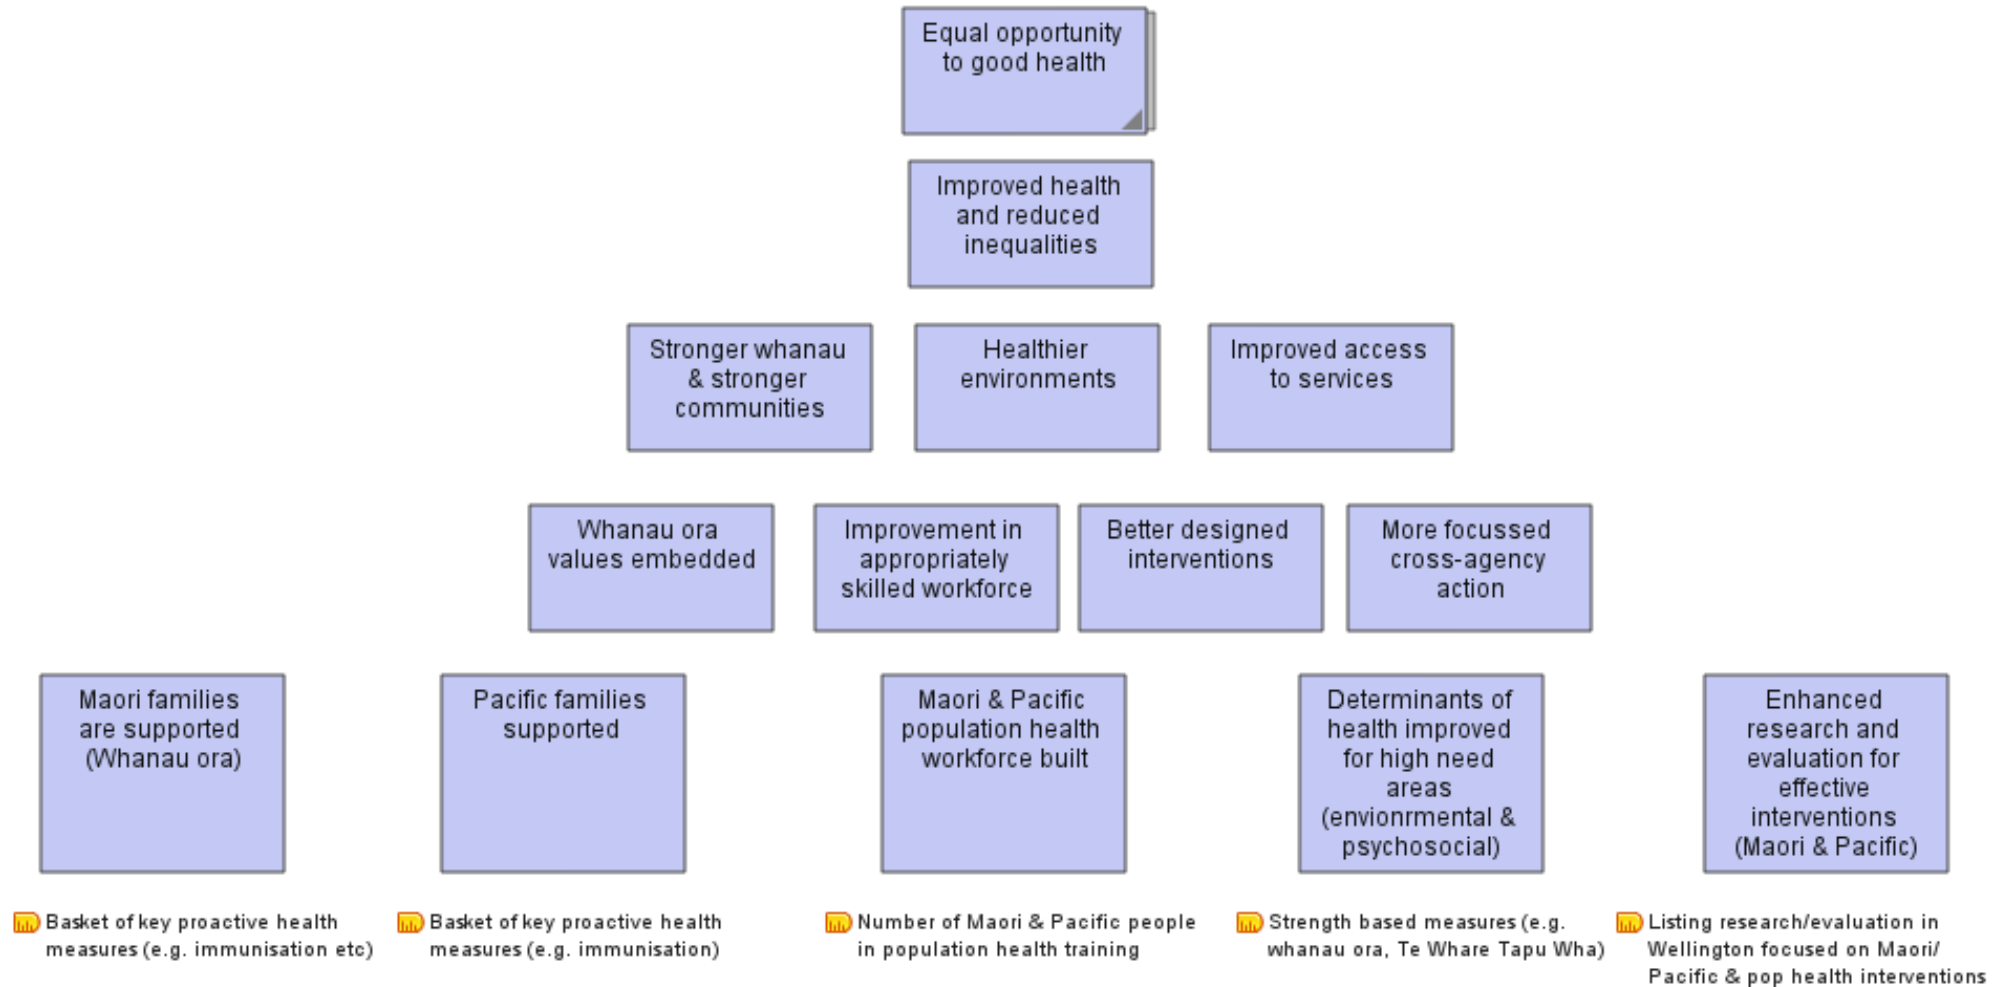 Equal opportunity
to good health
Improved health
and reduced
inequalities
Stronger whanau
& stronger
communities
Healthier
environments
Improved access
to services
Whanau ora
values embedded
Improvement in
appropriately
skilled workforce
Better designed
interventions
More focussed
cross-agency
action
Maori families
are supported
(Whanau ora)
Pacific families
supported
Maori & Pacific
population health
workforce built
Determinants of
health improved
for high need
areas
(envionrmental &
psychosocial)
Enhanced
research and
evaluation for
effective
interventions
(Maori & Pacific)
Basket of key proactive health
measures (e.g. immunisation etc)
Basket of key proactive health
measures (e.g. immunisation)
Number of Maori & Pacific people
in population health training
Strength based measures (e.g.
whanau ora, Te Whare Tapu Wha)
Listing research/evaluation in
Wellington focused on Maori/
Pacific & pop health interventions